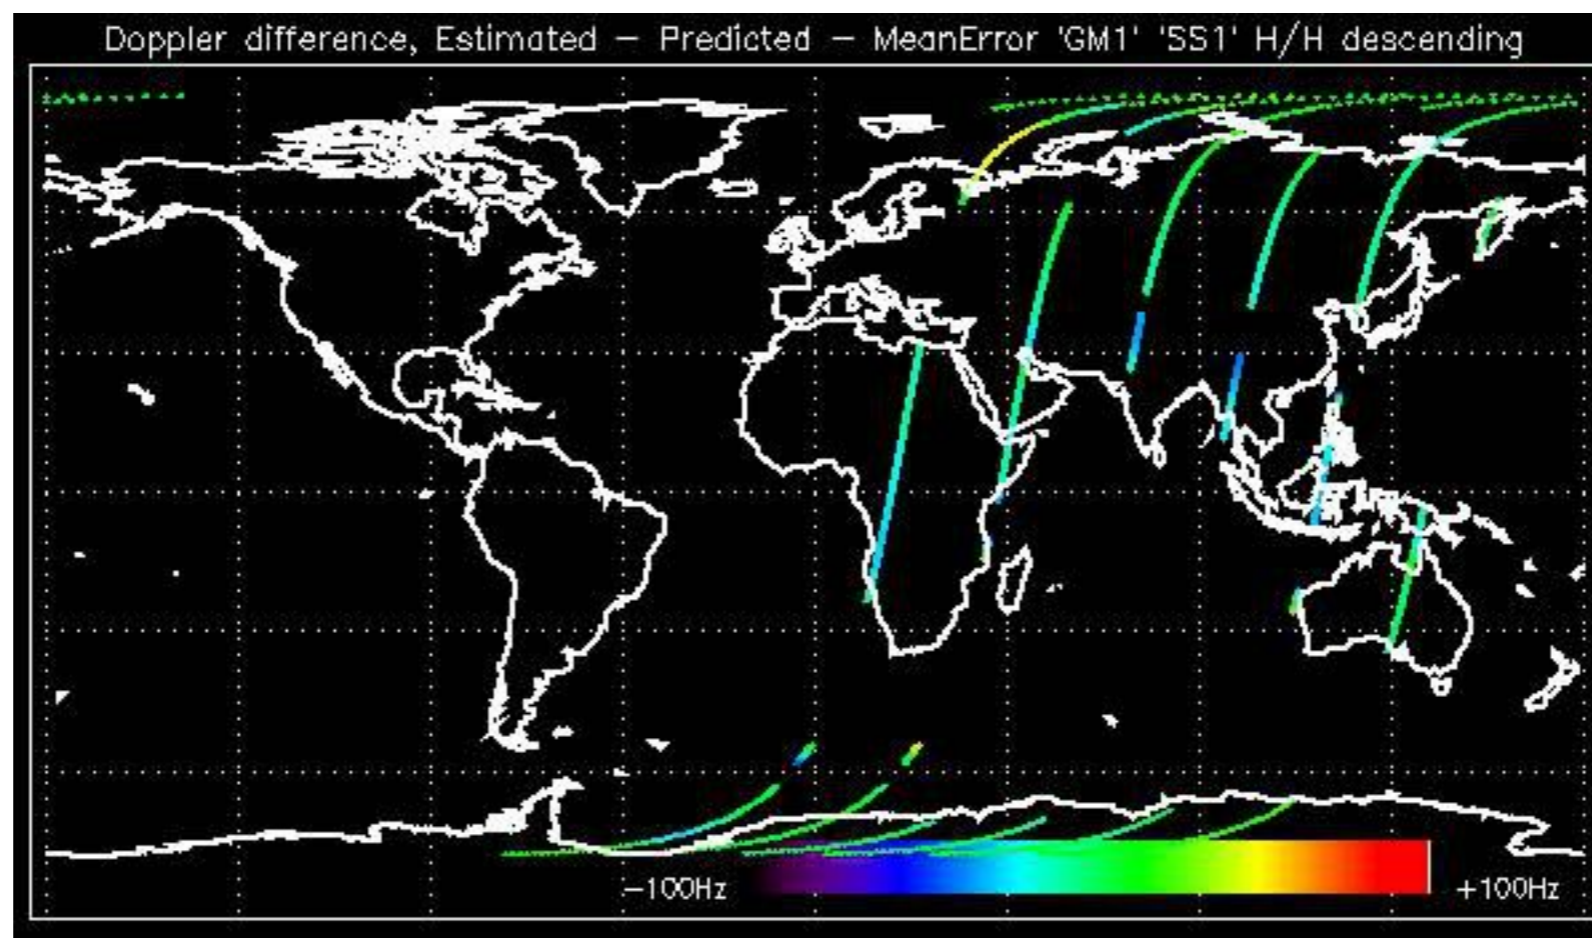 Doppler difference, Estimated – Predicted – MeanError 'GM1' 'SS1' H/H descending
−100Hz
+100Hz